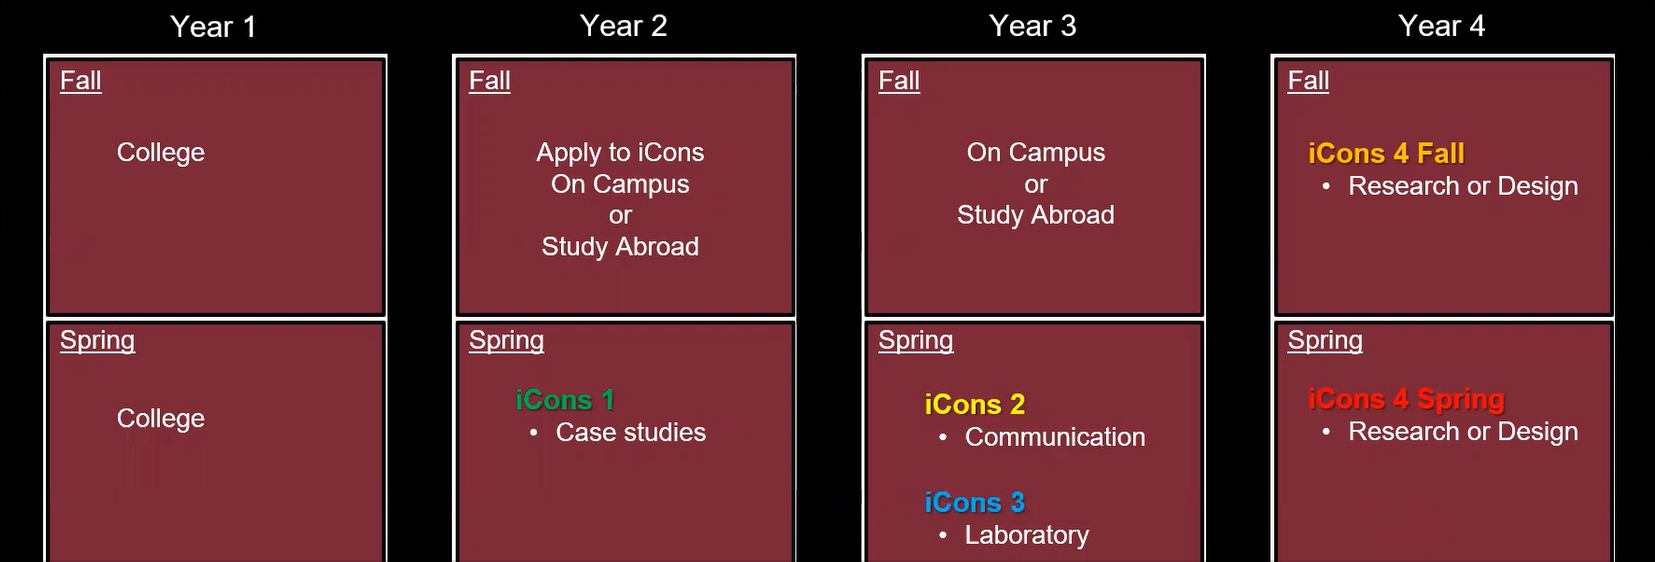 Year 1
Fall
College
Spring
College
Year 2
Fall
Apply to iCons
On Campus
or
Study Abroad
Spring
iCons 1
• Case studies
Year 3
Fall
On Campus
or
Study Abroad
Spring
iCons 2
• Communication
iCons 3
• Laboratory
Year 4
Fall
iCons 4 Fall
• Research or Design
Spring
iCons 4 Spring
• Research or Design